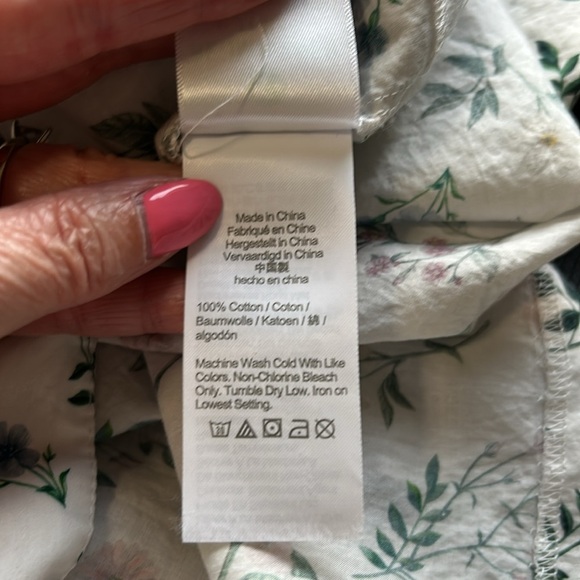 Made in China
Fabriqué en Chine
Hergestellt in China
Vervaardigd in China
中国製
hecho en china
100% Cotton / Coton /
Baumwolle / Katoen / 綿 /
algodón
Machine Wash Cold With Like
Colors. Non-Chlorine Bleach
Only. Tumble Dry Low. Iron on
Lowest Setting.
30